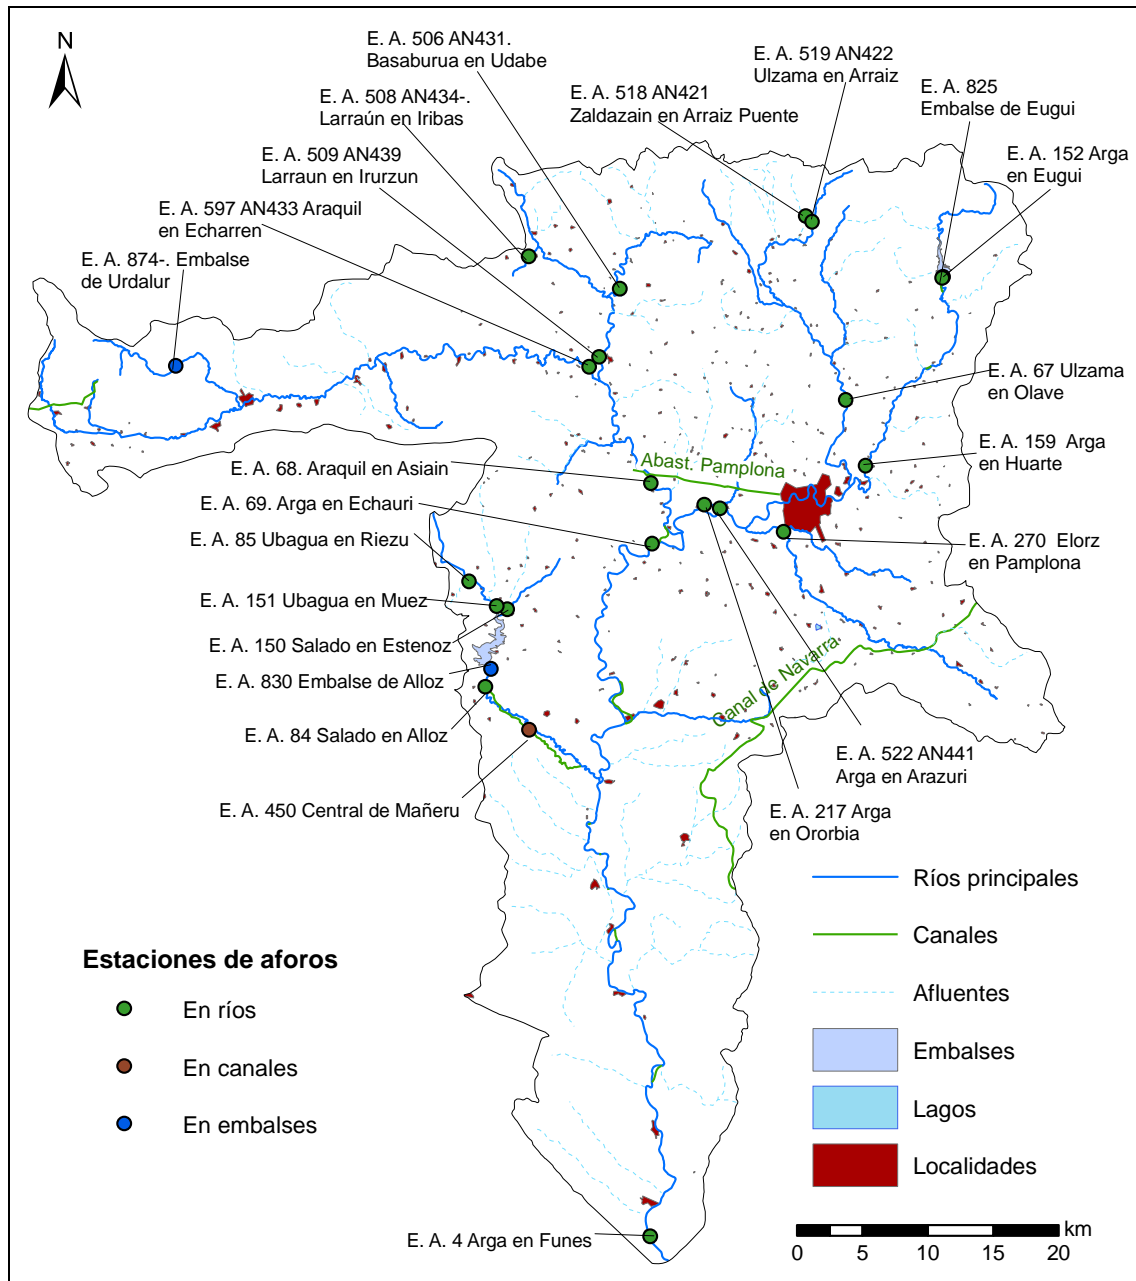 N
E. A. 506 AN431.
Basaburua en Udabe
E. A. 519 AN422
Ulzama en Arraiz
E. A. 508 AN434-.
Larraún en Iribas
E. A. 518 AN421
Zaldazain en Arraiz Puente
E. A. 825
Embalse de Eugui
E. A. 509 AN439
Larraun en Irurzun
E. A. 152 Arga
en Eugui
E. A. 597 AN433 Araquil
en Echarren
E. A. 874-. Embalse
de Urdalur
E. A. 67 Ulzama
en Olave
E. A. 159 Arga
en Huarte
E. A. 68. Araquil en Asiain
Abast. Pamplona
E. A. 69. Arga en Echauri
E. A. 85 Ubagua en Riezu
E. A. 270 Elorz
en Pamplona
E. A. 151 Ubagua en Muez
E. A. 150 Salado en Estenoz
E. A. 830 Embalse de Alloz
Canal de Navarra
E. A. 84 Salado en Alloz
E. A. 522 AN441
Arga en Arazuri
E. A. 450 Central de Mañeru
E. A. 217 Arga
en Ororbia
Ríos principales
Canales
Afluentes
Embalses
Lagos
Localidades
Estaciones de aforos
En ríos
En canales
En embalses
E. A. 4 Arga en Funes
km
0 5 10 15 20